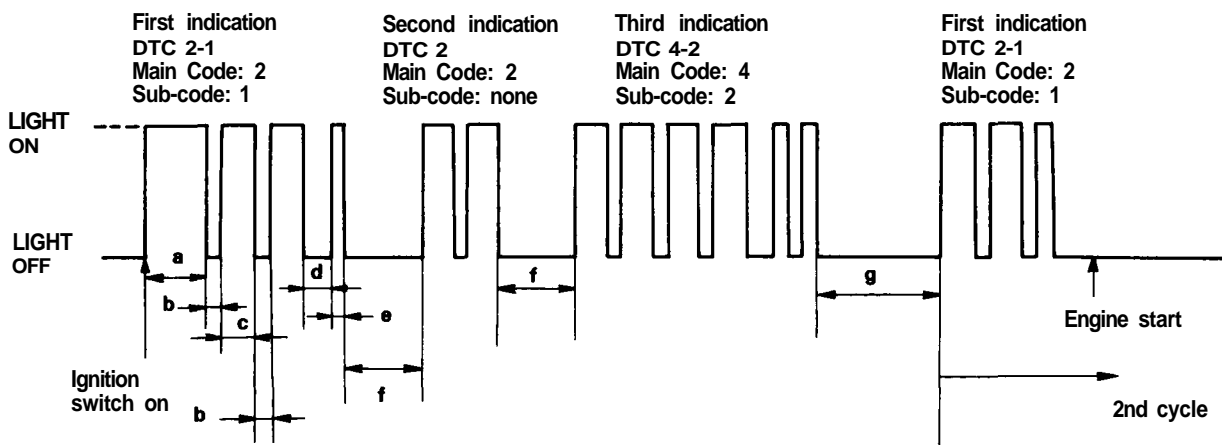 First indication
DTC 2-1
Main Code: 2
Sub-code: 1
Second indication
DTC 2
Main Code: 2
Sub-code: none
Third indication
DTC 4-2
Main Code: 4
Sub-code: 2
First indication
DTC 2-1
Main Code: 2
Sub-code: 1
LIGHT
ON
LIGHT
OFF
a
b
c
b
d
e
f
f
g
Ignition
switch on
Engine start
2nd cycle